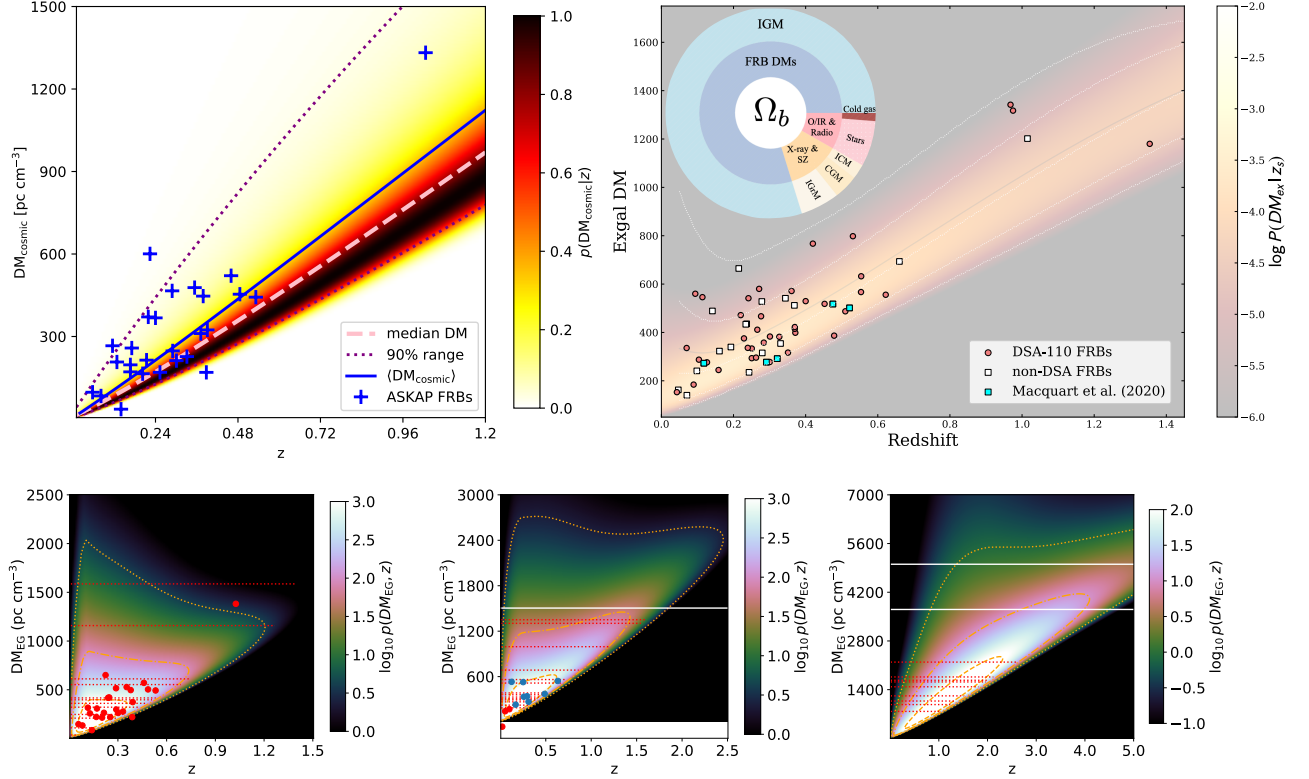 1500
1200
900
600
300
DM_cosmic [pc cm⁻³]
0.24
0.48
0.72
0.96
1.2
z
median DM
90% range
⟨DM_cosmic⟩
ASKAP FRBs
1.0
0.8
0.6
0.4
0.2
0.0
p(DM_cosmic|z)
1600
1400
1200
1000
800
600
400
200
Exgal DM
IGM
FRB DMs
Ω_b
Cold gas
O/IR &
Radio
Stars
X-ray &
SZ
ICM
CGM
IGrM
DSA-110 FRBs
non-DSA FRBs
Macquart et al. (2020)
0.0
0.2
0.4
0.6
0.8
1.0
1.2
1.4
Redshift
−2.0
−2.5
−3.0
−3.5
−4.0
−4.5
−5.0
−5.5
−6.0
log P(DM_ex | z_s)
2500
2000
1500
1000
500
DM_EG (pc cm⁻³)
0.3
0.6
0.9
1.2
1.5
z
3.0
2.5
2.0
1.5
1.0
0.5
0.0
log₁₀ p(DM_EG, z)
3000
2400
1800
1200
600
DM_EG (pc cm⁻³)
0.5
1.0
1.5
2.0
2.5
z
3.0
2.5
2.0
1.5
1.0
0.5
0.0
log₁₀ p(DM_EG, z)
7000
5600
4200
2800
1400
DM_EG (pc cm⁻³)
1.0
2.0
3.0
4.0
5.0
z
2.0
1.5
1.0
0.5
0.0
−0.5
−1.0
log₁₀ p(DM_EG, z)